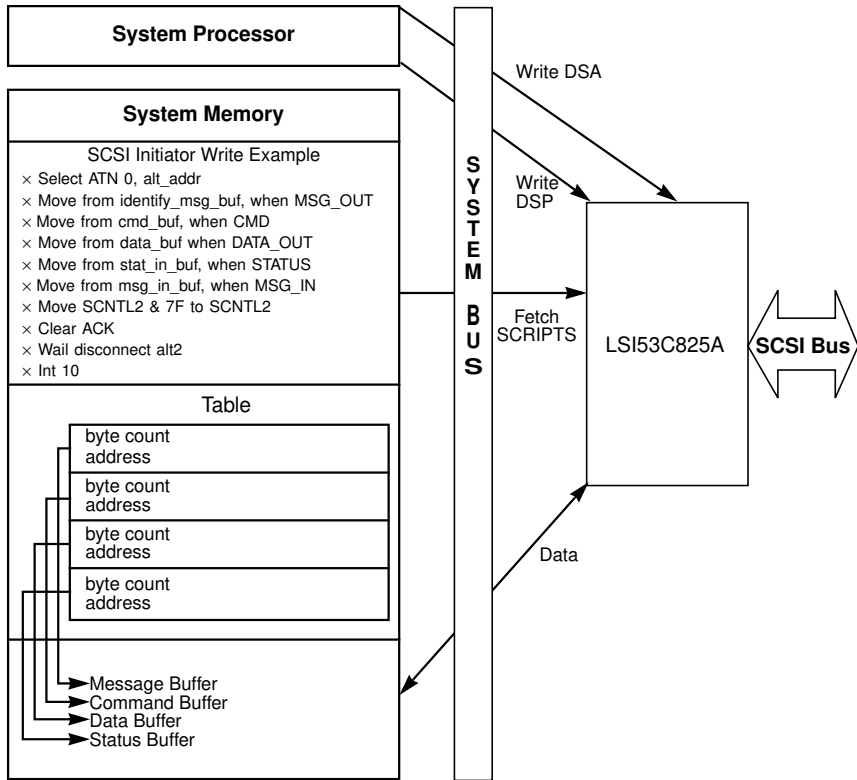 System Processor
System Memory
SCSI Initiator Write Example
× Select ATN 0, alt_addr
× Move from identify_msg_buf, when MSG_OUT
× Move from cmd_buf, when CMD
× Move from data_buf when DATA_OUT
× Move from stat_in_buf, when STATUS
× Move from msg_in_buf, when MSG_IN
× Move SCNTL2 & 7F to SCNTL2
× Clear ACK
× Wail disconnect alt2
× Int 10
Table
byte count
address
byte count
address
byte count
address
byte count
address
Message Buffer
Command Buffer
Data Buffer
Status Buffer
SYSTEM BUS
Write DSA
Write
DSP
Fetch
SCRIPTS
Data
LSI53C825A
SCSI Bus